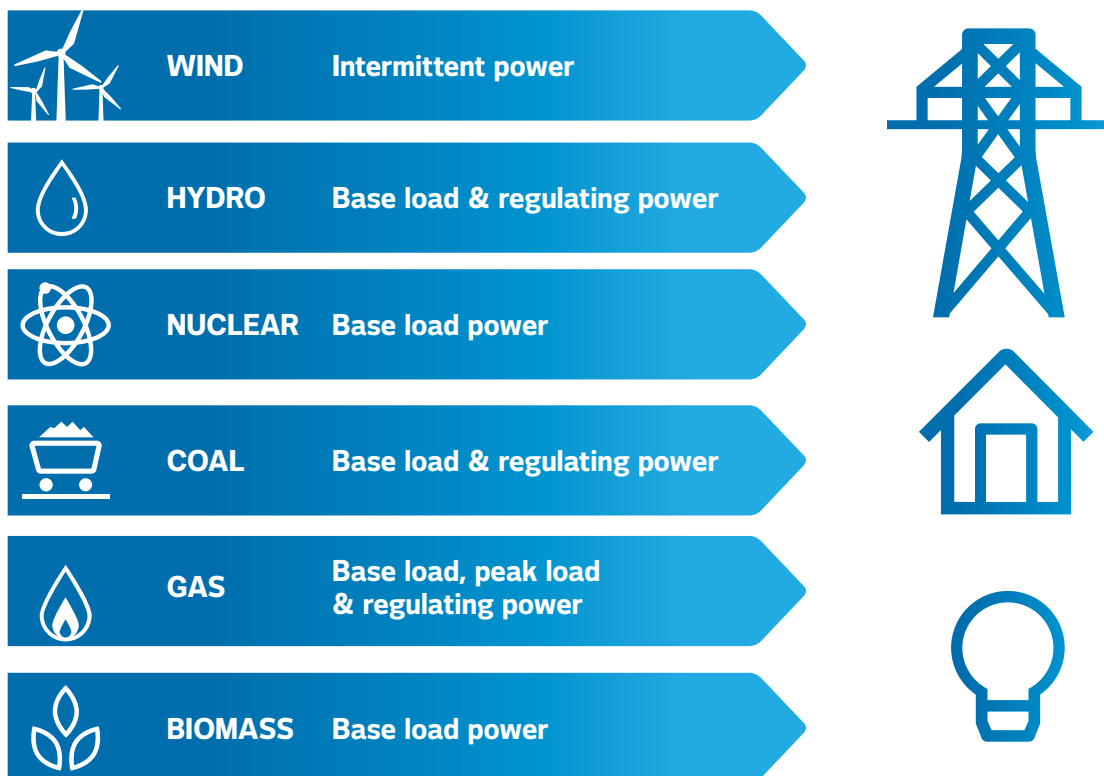 WIND Intermittent power
HYDRO Base load & regulating power
NUCLEAR Base load power
COAL Base load & regulating power
GAS Base load, peak load
& regulating power
BIOMASS Base load power